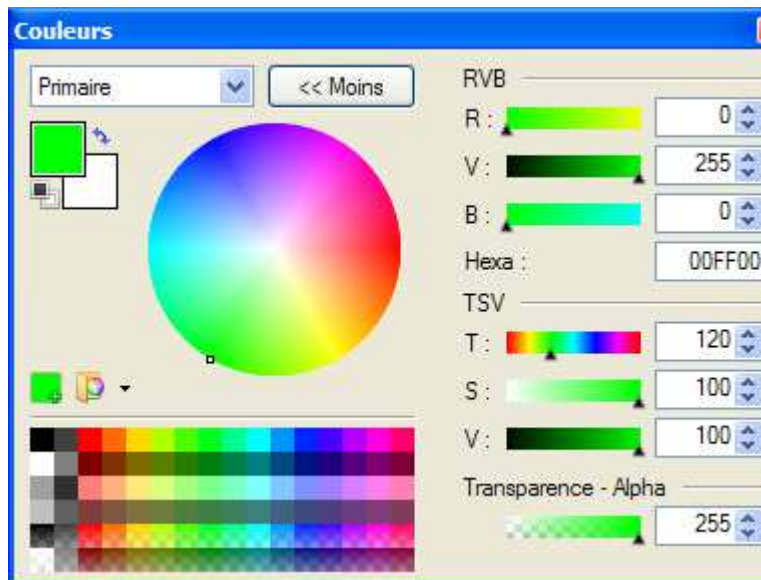 Couleurs
Primaire
<< Moins
RVB
R : 0
V : 255
B : 0
Hexa : 00FF00
TSV
T : 120
S : 100
V : 100
Transparence - Alpha
255